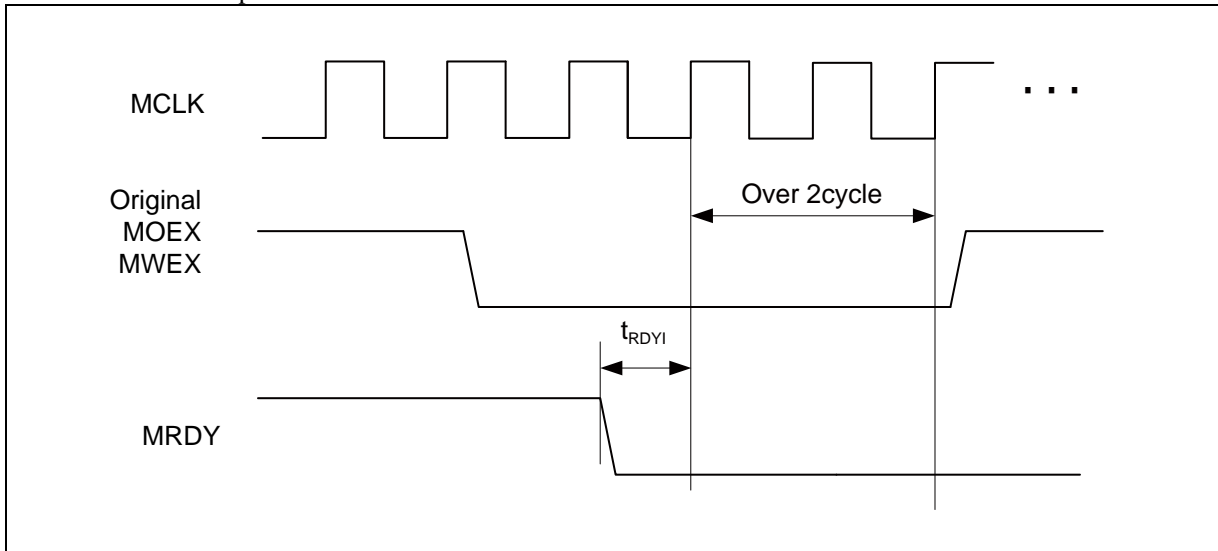 MCLK
. . .
Original
MOEX
MWEX
Over 2cycle
tRDYI
MRDY